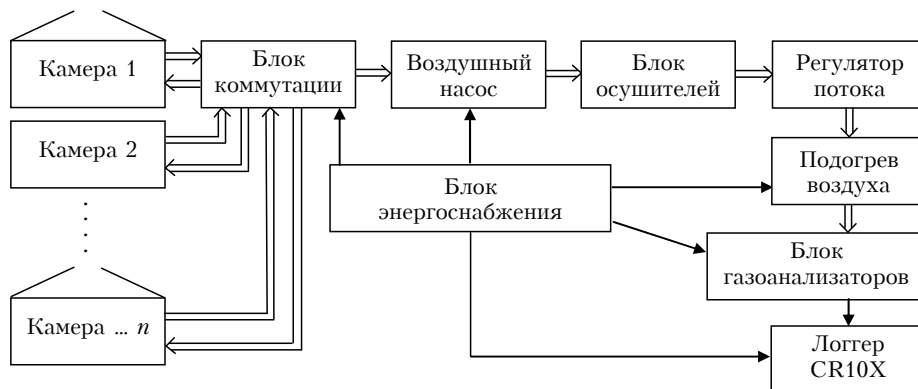 Камера 1
Блок
коммутации
Воздушный
насос
Блок
осушителей
Регулятор
потока
Камера 2
Подогрев
воздуха
Блок
энергоснабжения
Блок
газоанализаторов
Камера ... n
Логгер
CR10X